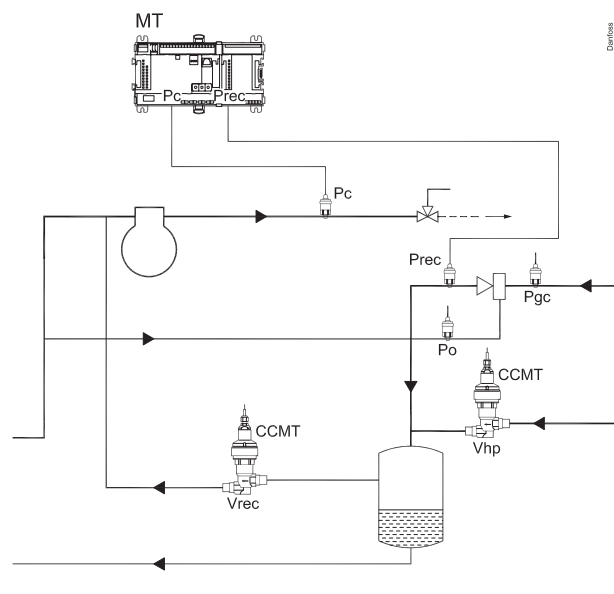 MT
Danfoss
Pc
Prec
Pc
Prec
Pgc
Po
CCMT
Vhp
CCMT
Vrec